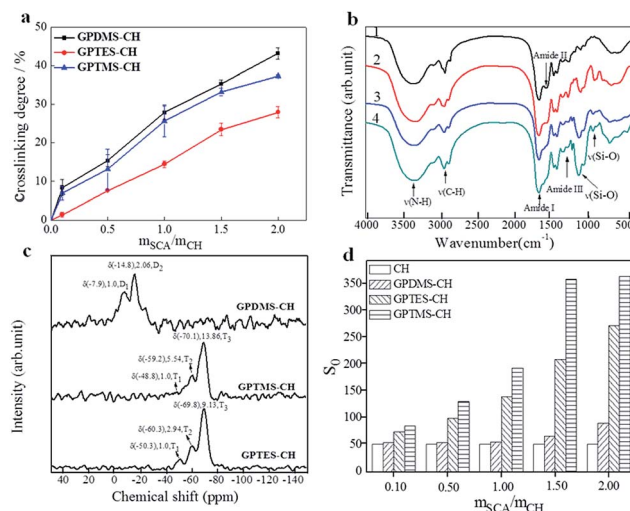 a
GPDMS-CH
GPTES-CH
GPTMS-CH
crosslinking degree / %
50
40
30
20
10
0
0.0 0.5 1.0 1.5 2.0
mSCA/mCH
b
Transmittance (arb.unit)
1
2
3
4
Amide II
ν(Si-O)
ν(N-H)
ν(C-H)
Amide I
Amide III
ν(Si-O)
4000 3500 3000 2500 2000 1500 1000 500
Wavenumber(cm-1)
c
Intensity (arb.unit)
δ(-14.8),2.06,D2
δ(-7.9),1.0,D1
GPDMS-CH
δ(-70.1),13.86,T3
δ(-59.2),5.54,T2
δ(-48.8),1.0,T1
GPTMS-CH
δ(-69.8),9.13,T3
δ(-60.3),2.94,T2
δ(-50.3),1.0,T1
GPTES-CH
40 20 0 -20 -40 -60 -80 -100 -120 -140
Chemical shift (ppm)
d
CH
GPDMS-CH
GPTES-CH
GPTMS-CH
S0
350
300
250
200
150
100
50
0
0.10 0.50 1.00 1.50 2.00
mSCA/mCH